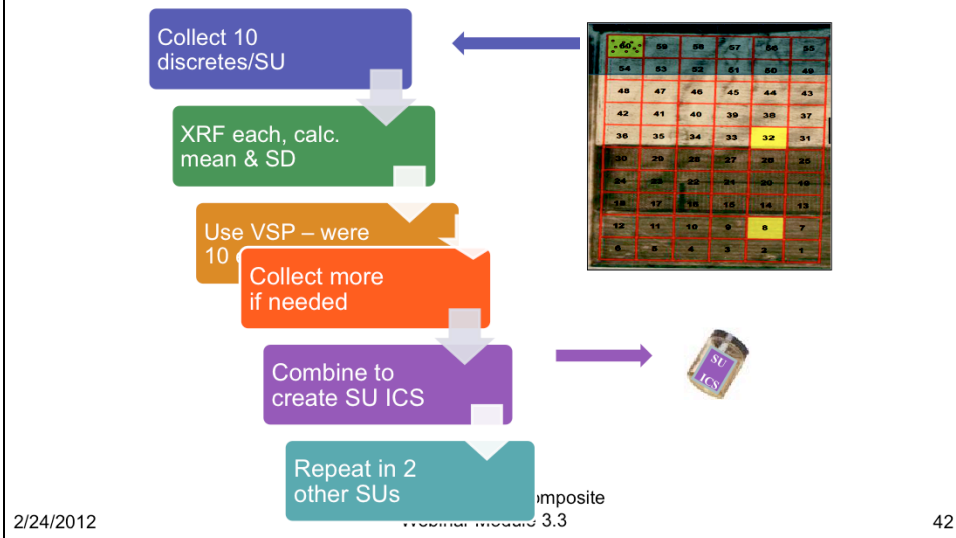 Collect 10
discretes/SU
XRF each, calc.
mean & SD
Use VSP – were
10
Collect more
if needed
Combine to
create SU ICS
Repeat in 2
other SUs
60 59 58 57 56 55
54 53 52 51 50 49
48 47 46 45 44 43
42 41 40 39 38 37
36 35 34 33 32 31
30 29 28 27 26 25
24 23 22 21 20 19
18 17 16 15 14 13
12 11 10 9 8 7
6 5 4 3 2 1
SU
ICS
omposite
Webinar Module 3.3
2/24/2012
42